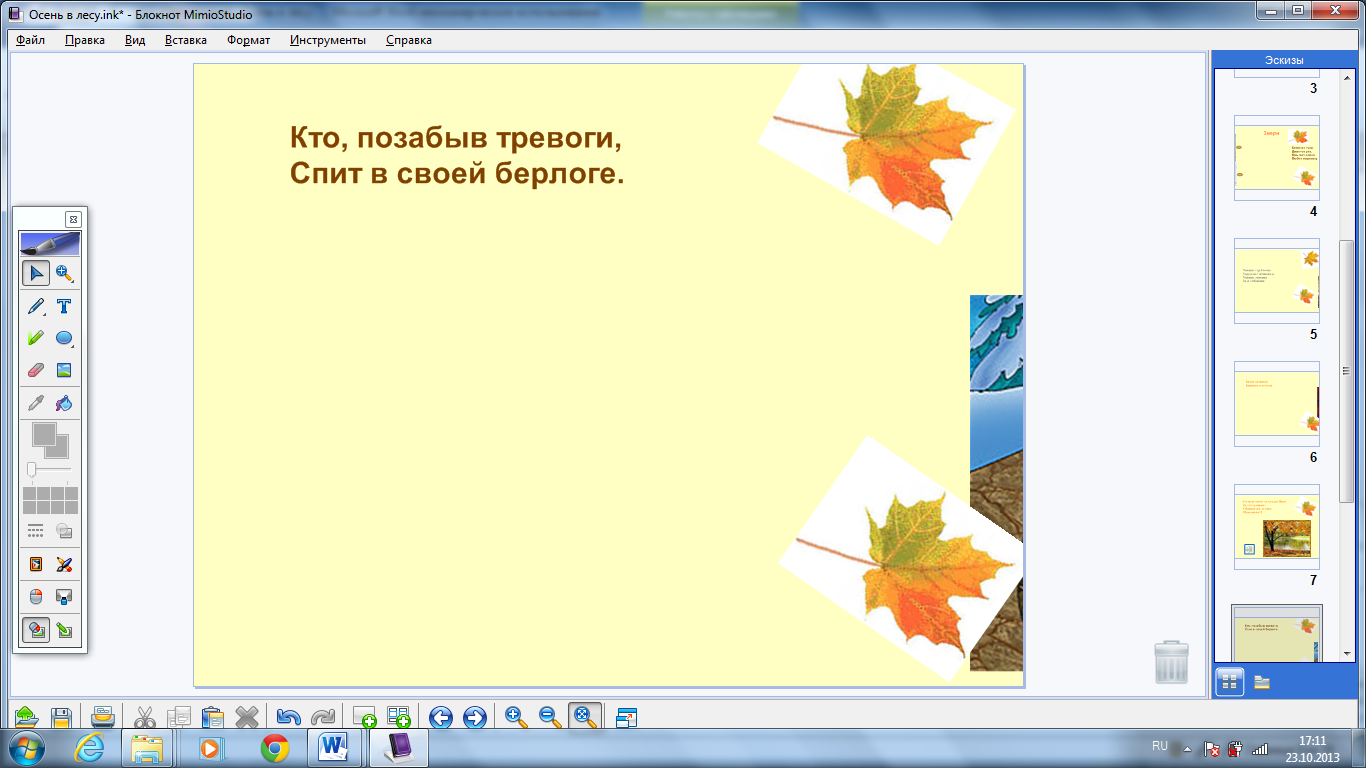 Осень в лесу.ink* - Блокнот MimioStudio
Файл Правка Вид Вставка Формат Инструменты Справка
Эскизы
Кто, позабыв тревоги,
Спит в своей берлоге.
3
4
5
6
7
RU
17:11
23.10.2013